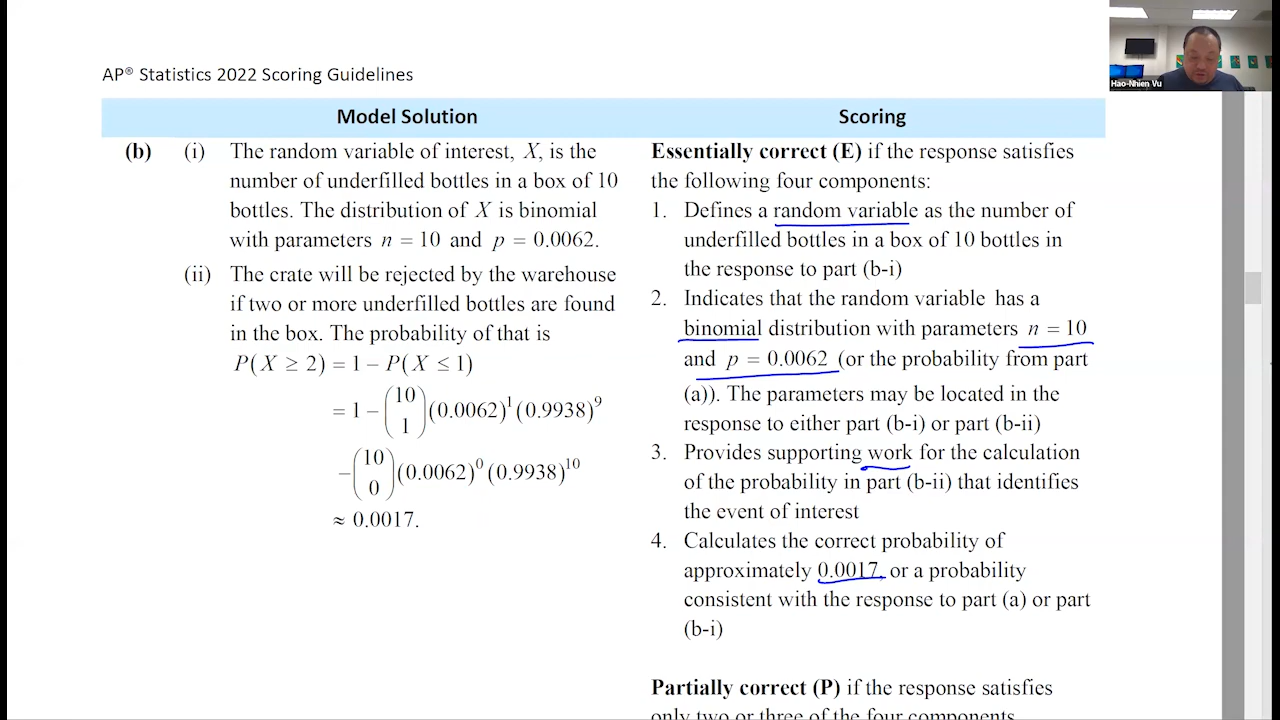 Hao-Nhien Vu
AP® Statistics 2022 Scoring Guidelines
Model Solution
Scoring
(b) (i) The random variable of interest, X, is the
number of underfilled bottles in a box of 10
bottles. The distribution of X is binomial
with parameters n = 10 and p = 0.0062.
(ii) The crate will be rejected by the warehouse
if two or more underfilled bottles are found
in the box. The probability of that is
P(X ≥ 2) = 1 − P(X ≤ 1)
= 1 − (10 1)(0.0062)¹(0.9938)⁹
− (10 0)(0.0062)⁰(0.9938)¹⁰
≈ 0.0017.
Essentially correct (E) if the response satisfies
the following four components:
1. Defines a random variable as the number of
underfilled bottles in a box of 10 bottles in
the response to part (b-i)
2. Indicates that the random variable has a
binomial distribution with parameters n = 10
and p = 0.0062 (or the probability from part
(a)). The parameters may be located in the
response to either part (b-i) or part (b-ii)
3. Provides supporting work for the calculation
of the probability in part (b-ii) that identifies
the event of interest
4. Calculates the correct probability of
approximately 0.0017, or a probability
consistent with the response to part (a) or part
(b-i)
Partially correct (P) if the response satisfies
only two or three of the four components